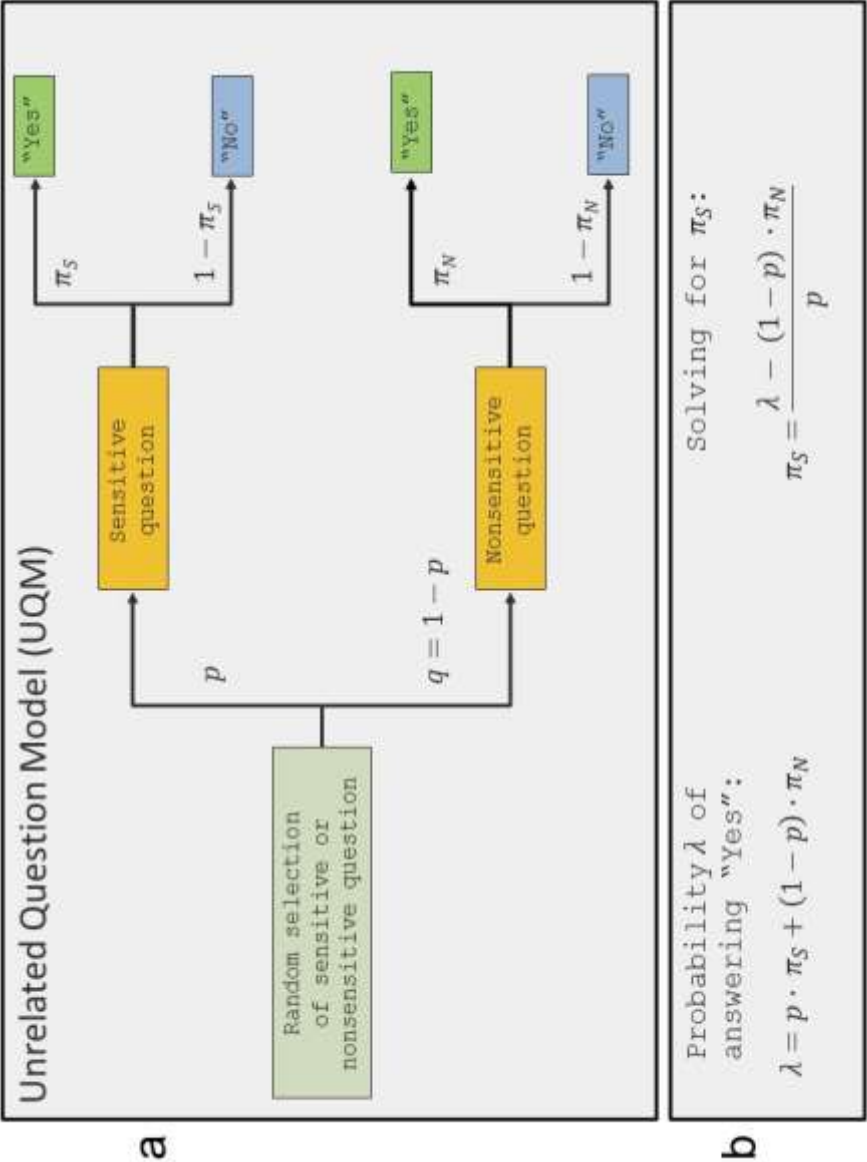 a
Unrelated Question Model (UQM)
Random selection
of sensitive or
nonsensitive question
p
q = 1 − p
Sensitive
question
Nonsensitive
question
π_S
1 − π_S
π_N
1 − π_N
“Yes”
“No”
“Yes”
“No”
b
Probability λ of
answering “Yes”:
λ = p · π_S + (1 − p) · π_N
Solving for π_S:
π_S = (λ − (1 − p) · π_N) / p